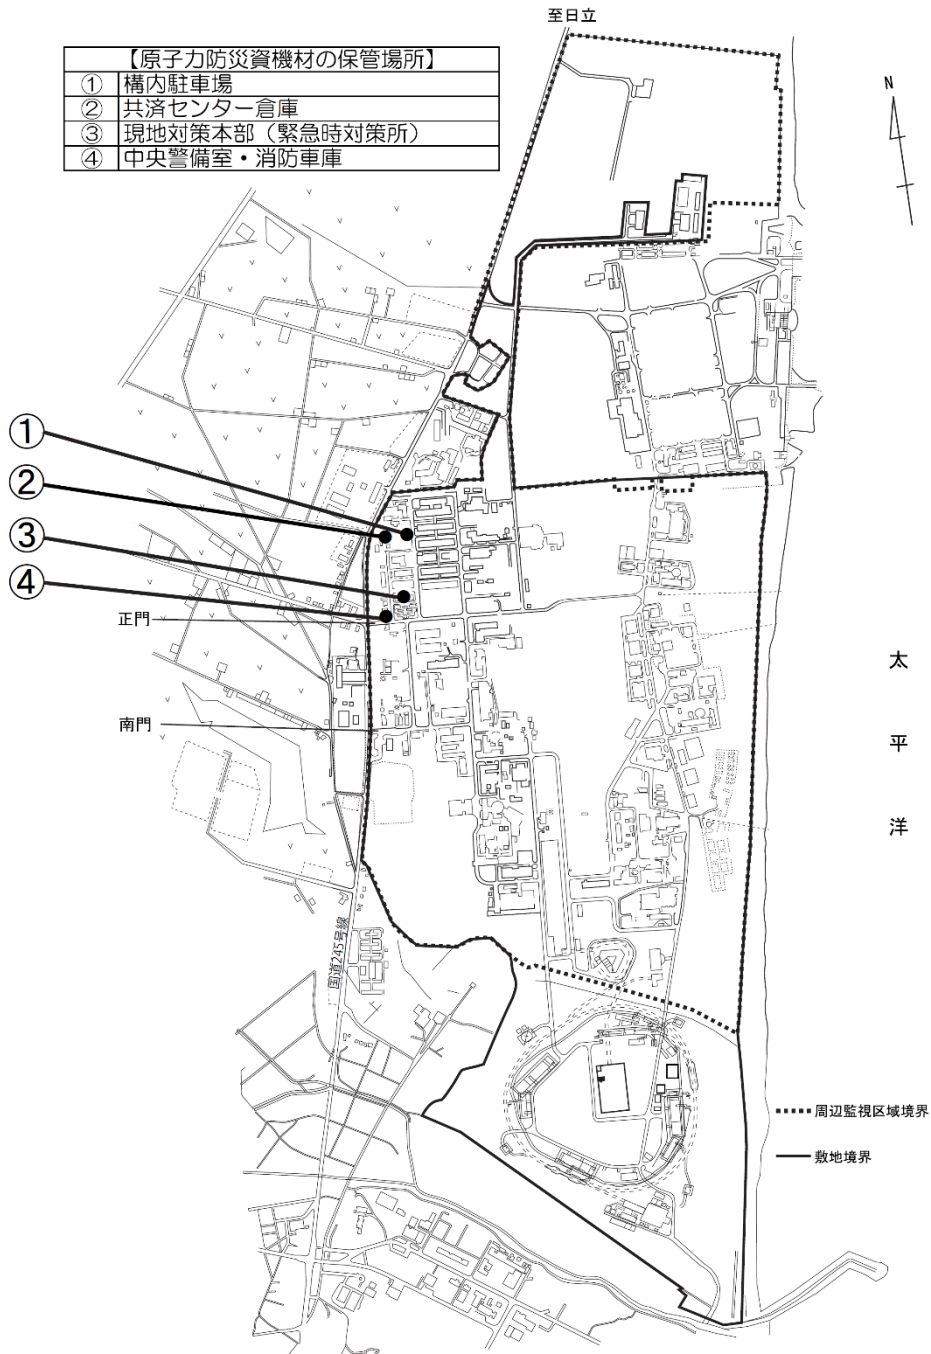 至日立
【原子力防災資機材の保管場所】
① 構内駐車場
② 共済センター倉庫
③ 現地対策本部（緊急時対策所）
④ 中央警備室・消防車庫
N
①
②
③
④
正門
南門
太平洋
国道245号線
周辺監視区域境界
敷地境界